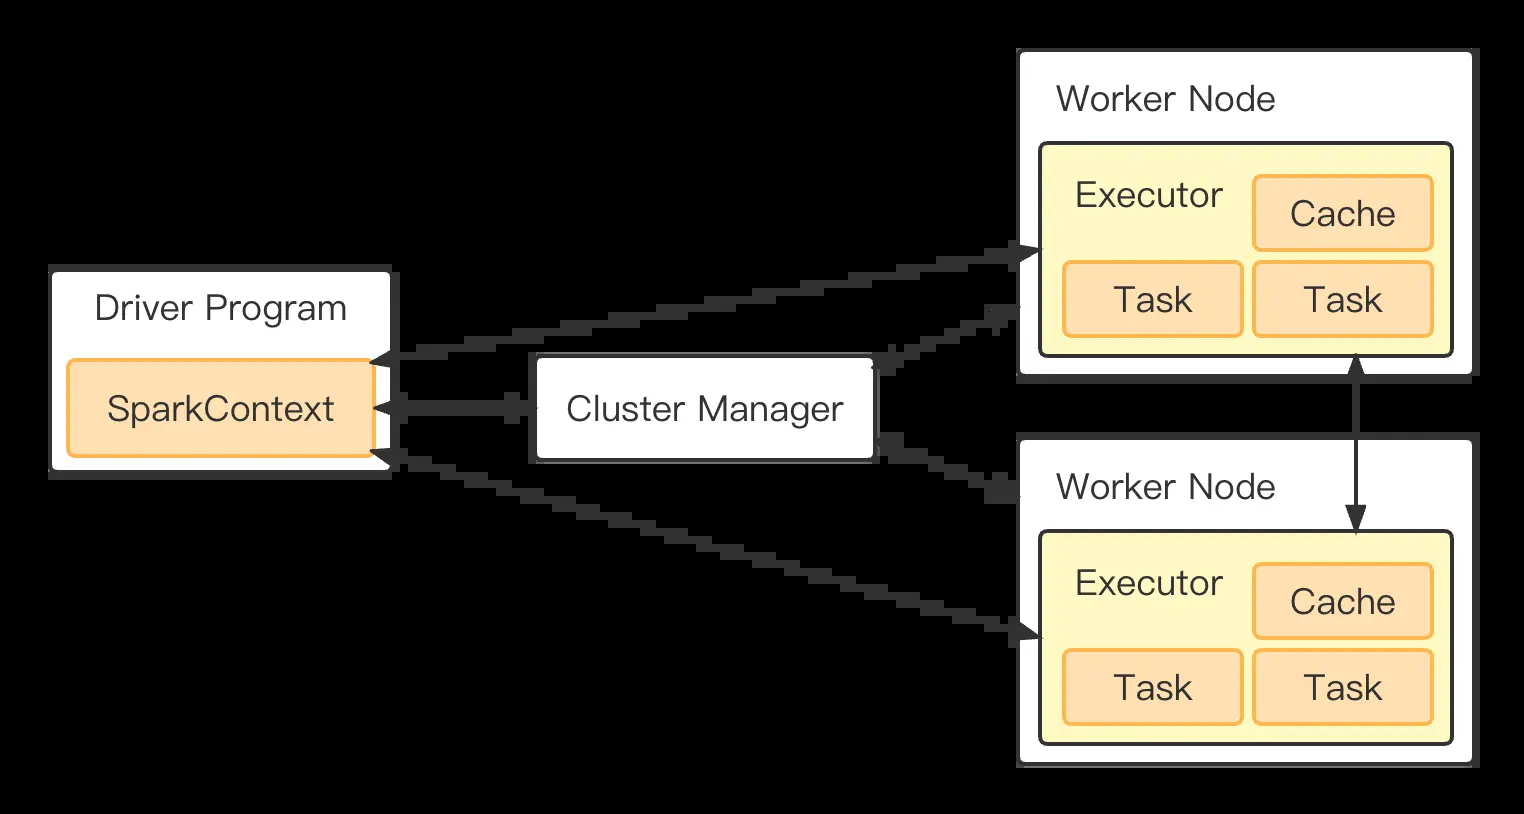 Driver Program
SparkContext
Cluster Manager
Worker Node
Executor
Cache
Task
Task
Worker Node
Executor
Cache
Task
Task